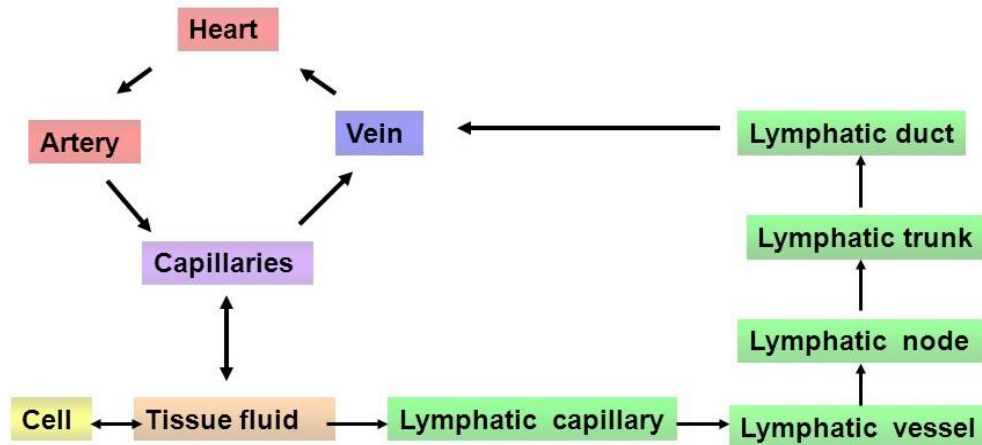 Heart
Artery
Vein
Lymphatic duct
Capillaries
Lymphatic trunk
Lymphatic node
Cell
Tissue fluid
Lymphatic capillary
Lymphatic vessel